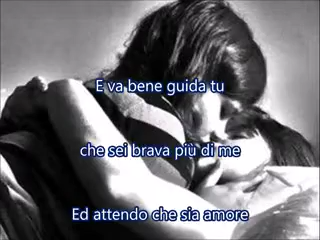 E va bene guida tu
che sei brava più di me
Ed attendo che sia amore